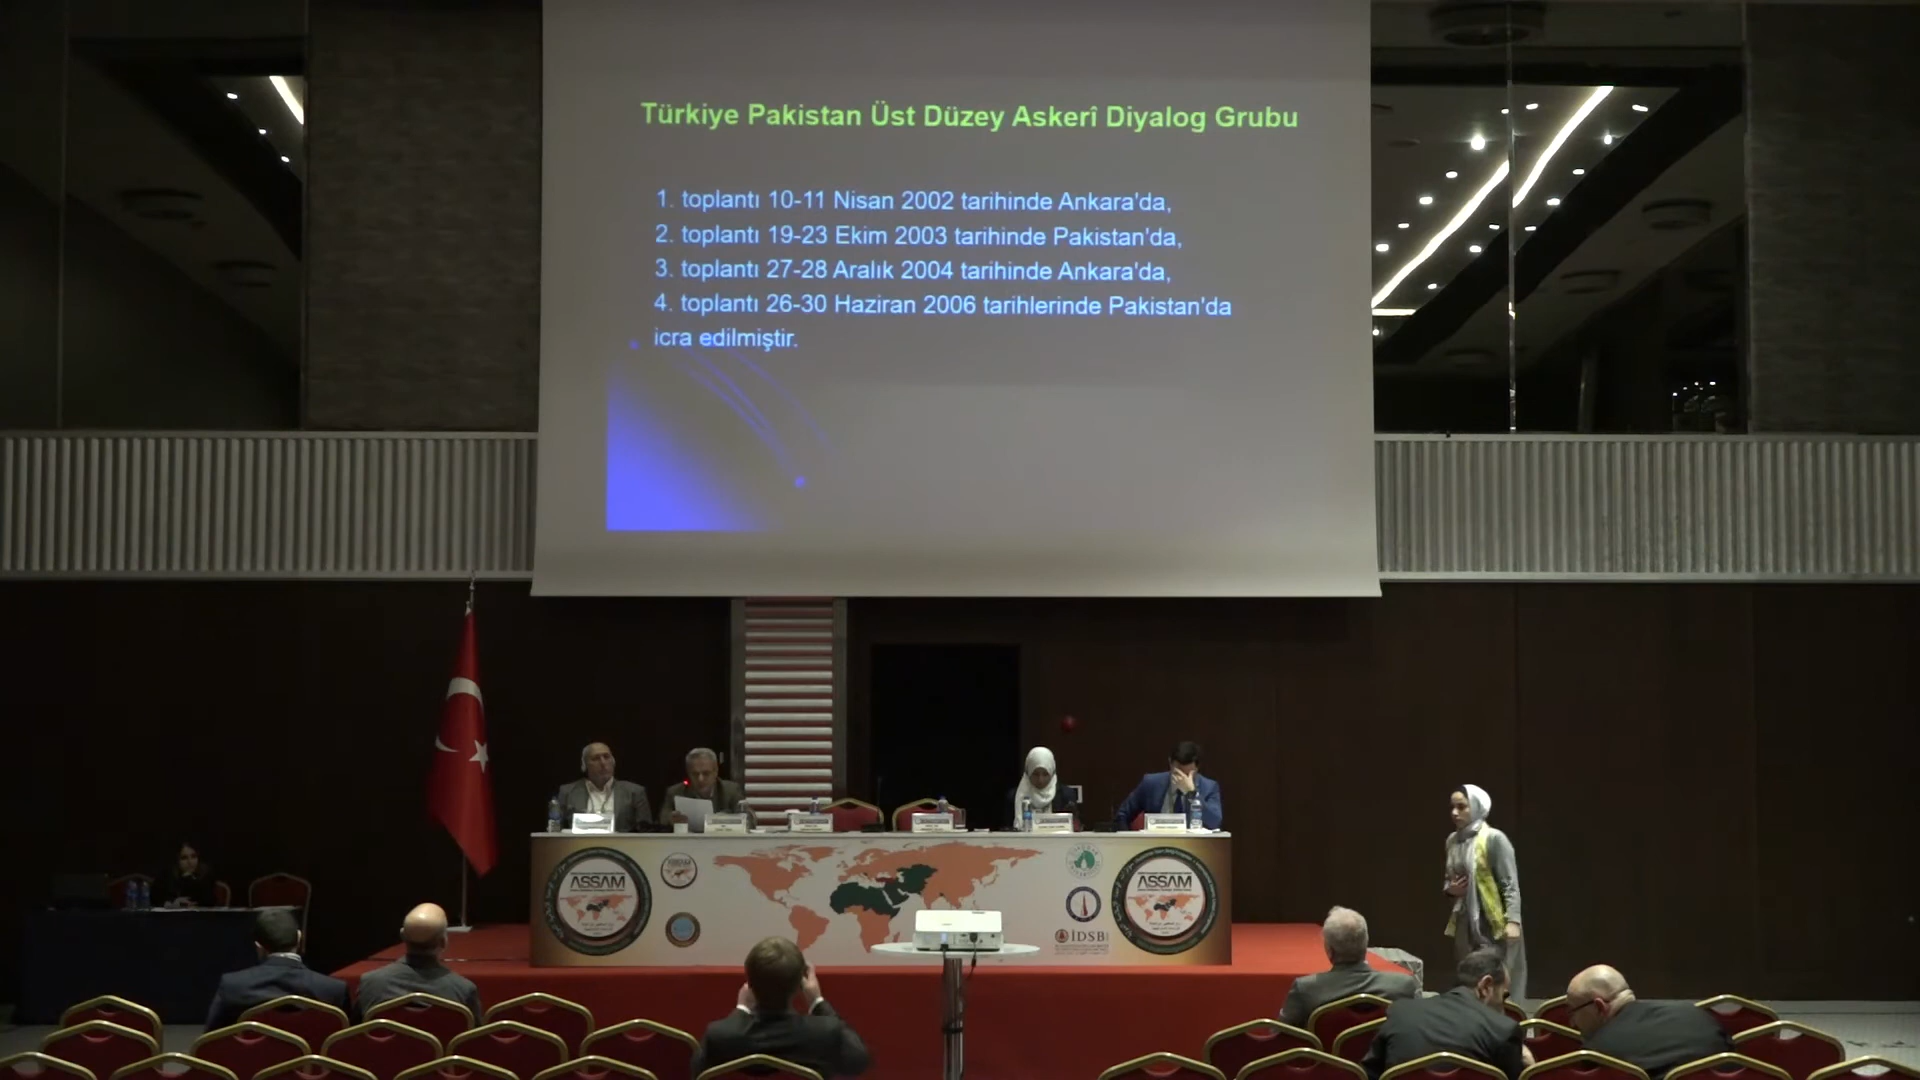 Türkiye Pakistan Üst Düzey Askerî Diyalog Grubu
1. toplantı 10-11 Nisan 2002 tarihinde Ankara'da,
2. toplantı 19-23 Ekim 2003 tarihinde Pakistan'da,
3. toplantı 27-28 Aralık 2004 tarihinde Ankara'da,
4. toplantı 26-30 Haziran 2006 tarihlerinde Pakistan'da
icra edilmiştir.
ASSAM
ASSAM
ASSAM
İDSB